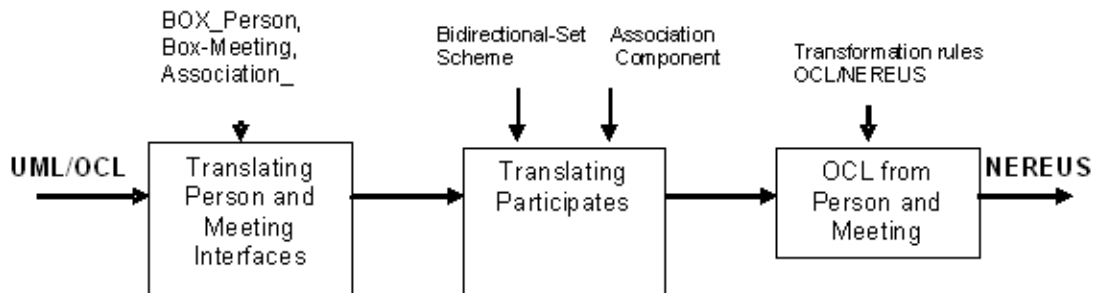 BOX_Person,
Box-Meeting,
Association_
Bidirectional-Set
Scheme
Association
Component
Transformation rules
OCL/NEREUS
UML/OCL
Translating
Person and
Meeting
Interfaces
Translating
Participates
OCL from
Person and
Meeting
NEREUS